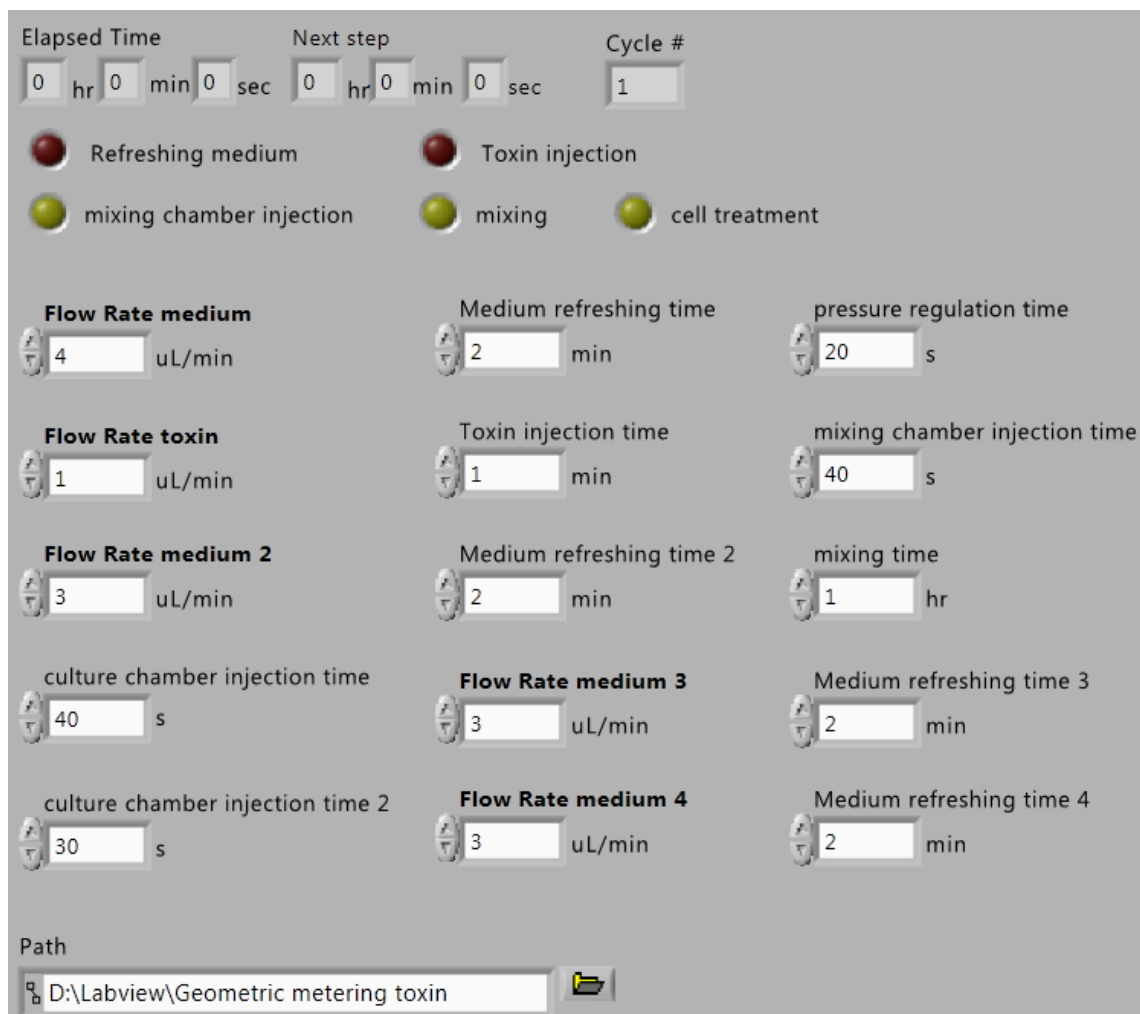 Elapsed Time Next step Cycle #
0 hr 0 min 0 sec 0 hr 0 min 0 sec 1
Refreshing medium Toxin injection
mixing chamber injection mixing cell treatment
Flow Rate medium Medium refreshing time pressure regulation time
4 uL/min 2 min 20 s
Flow Rate toxin Toxin injection time mixing chamber injection time
1 uL/min 1 min 40 s
Flow Rate medium 2 Medium refreshing time 2 mixing time
3 uL/min 2 min 1 hr
culture chamber injection time Flow Rate medium 3 Medium refreshing time 3
40 s 3 uL/min 2 min
culture chamber injection time 2 Flow Rate medium 4 Medium refreshing time 4
30 s 3 uL/min 2 min
Path
D:\Labview\Geometric metering toxin